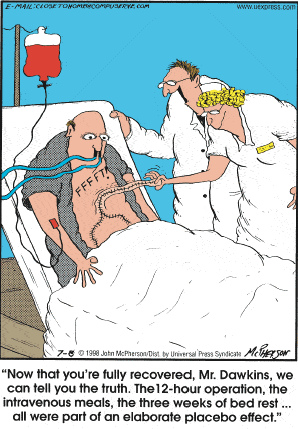 E-MAIL:CLOSETOHOME@COMPUSERVE.COM
www.uexpress.com
FFFFT!
7-8 © 1998 John McPherson/Dist. by Universal Press Syndicate McPHERSON
“Now that you’re fully recovered, Mr. Dawkins, we
can tell you the truth. The12-hour operation, the
intravenous meals, the three weeks of bed rest ...
all were part of an elaborate placebo effect.”